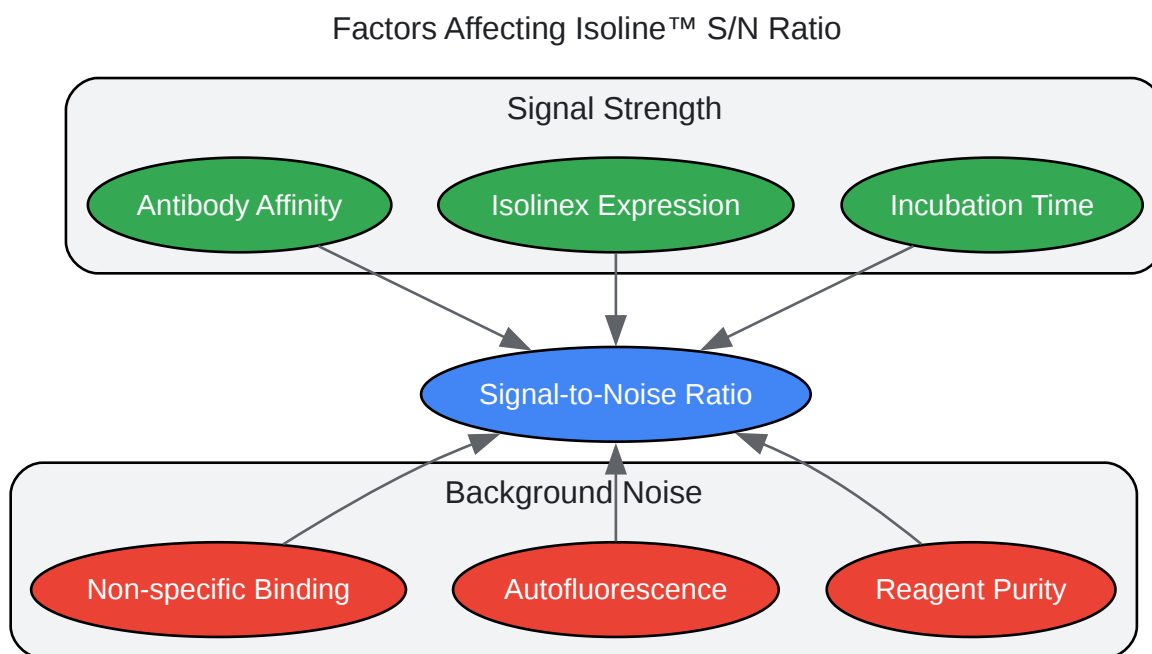 Factors Affecting Isoline™ S/N Ratio
Signal Strength
Antibody Affinity
Isolinex Expression
Incubation Time
Signal-to-Noise Ratio
Background Noise
Non-specific Binding
Autofluorescence
Reagent Purity